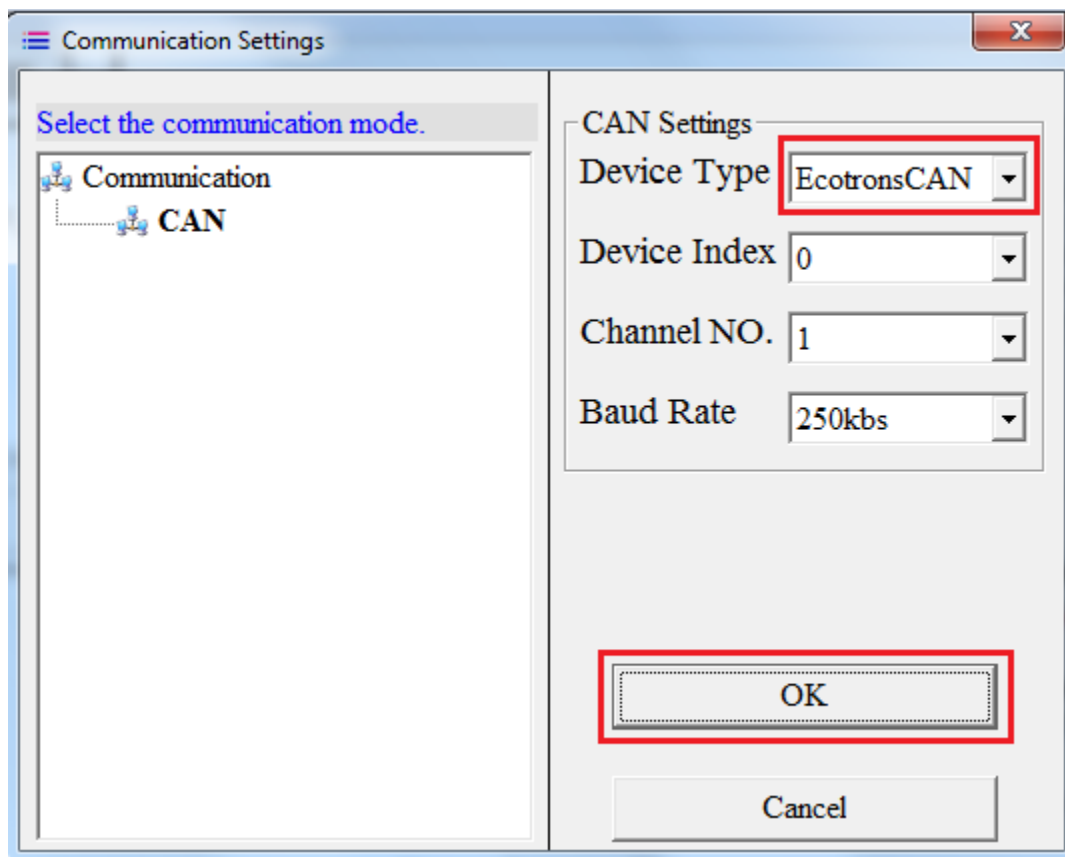 Communication Settings
Select the communication mode.
Communication
CAN
CAN Settings
Device Type EcotronsCAN
Device Index 0
Channel NO. 1
Baud Rate 250kbs
OK
Cancel